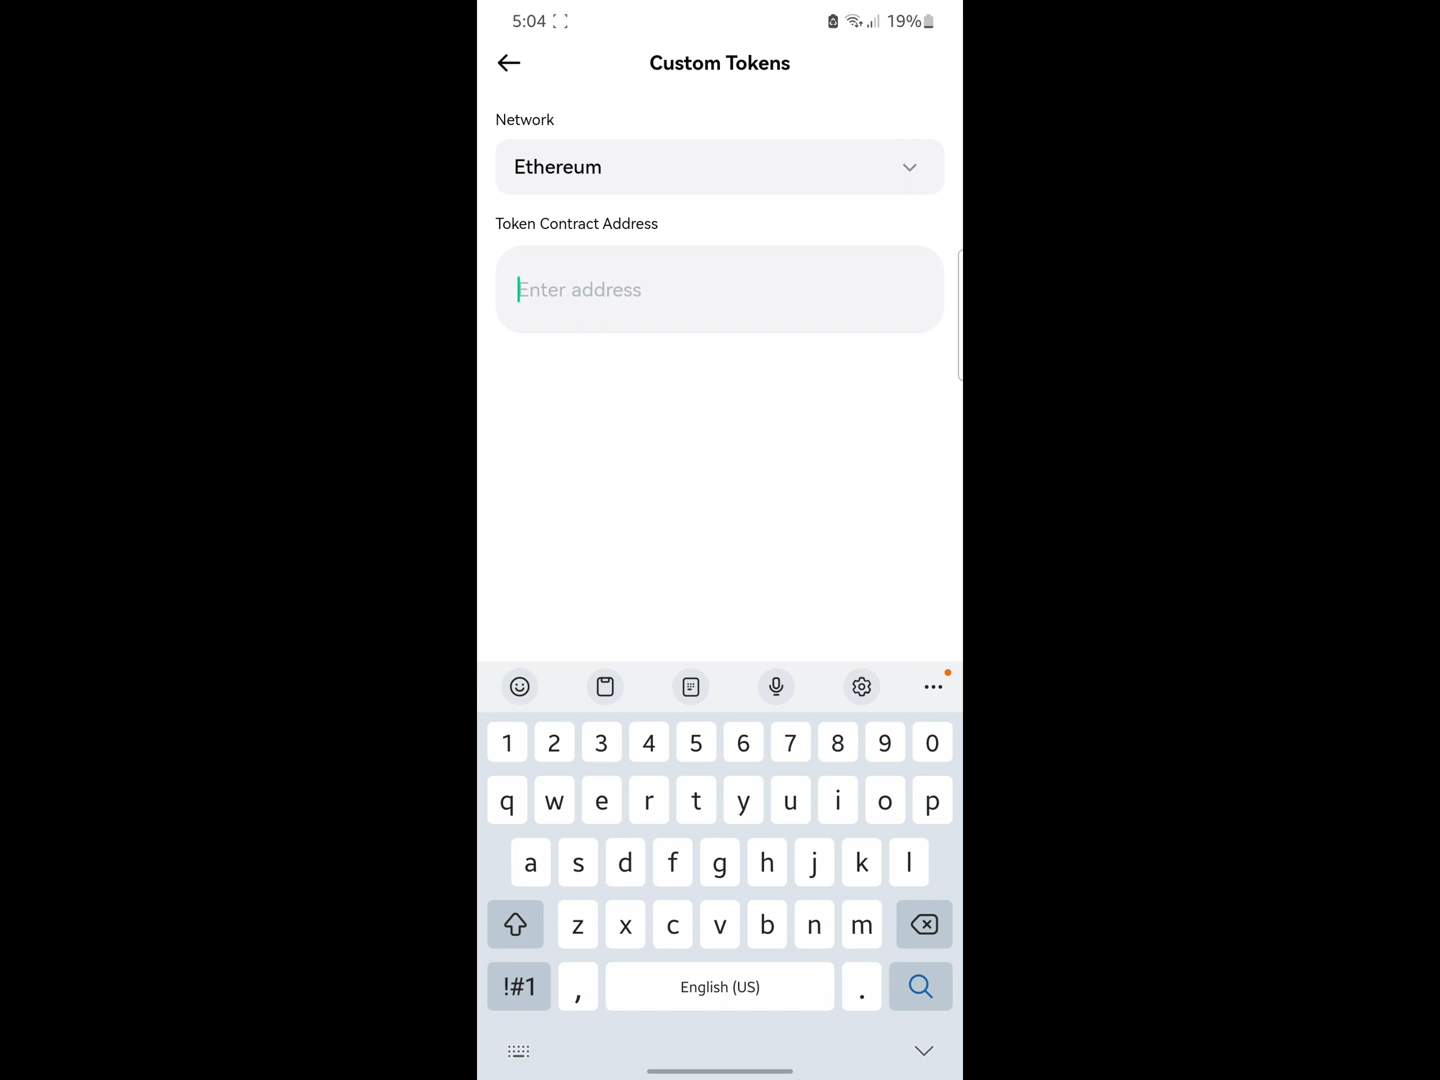 5:04 19%
Custom Tokens
Network
Ethereum
Token Contract Address
Enter address
1 2 3 4 5 6 7 8 9 0
q w e r t y u i o p
a s d f g h j k l
z x c v b n m
!#1 , English (US) .